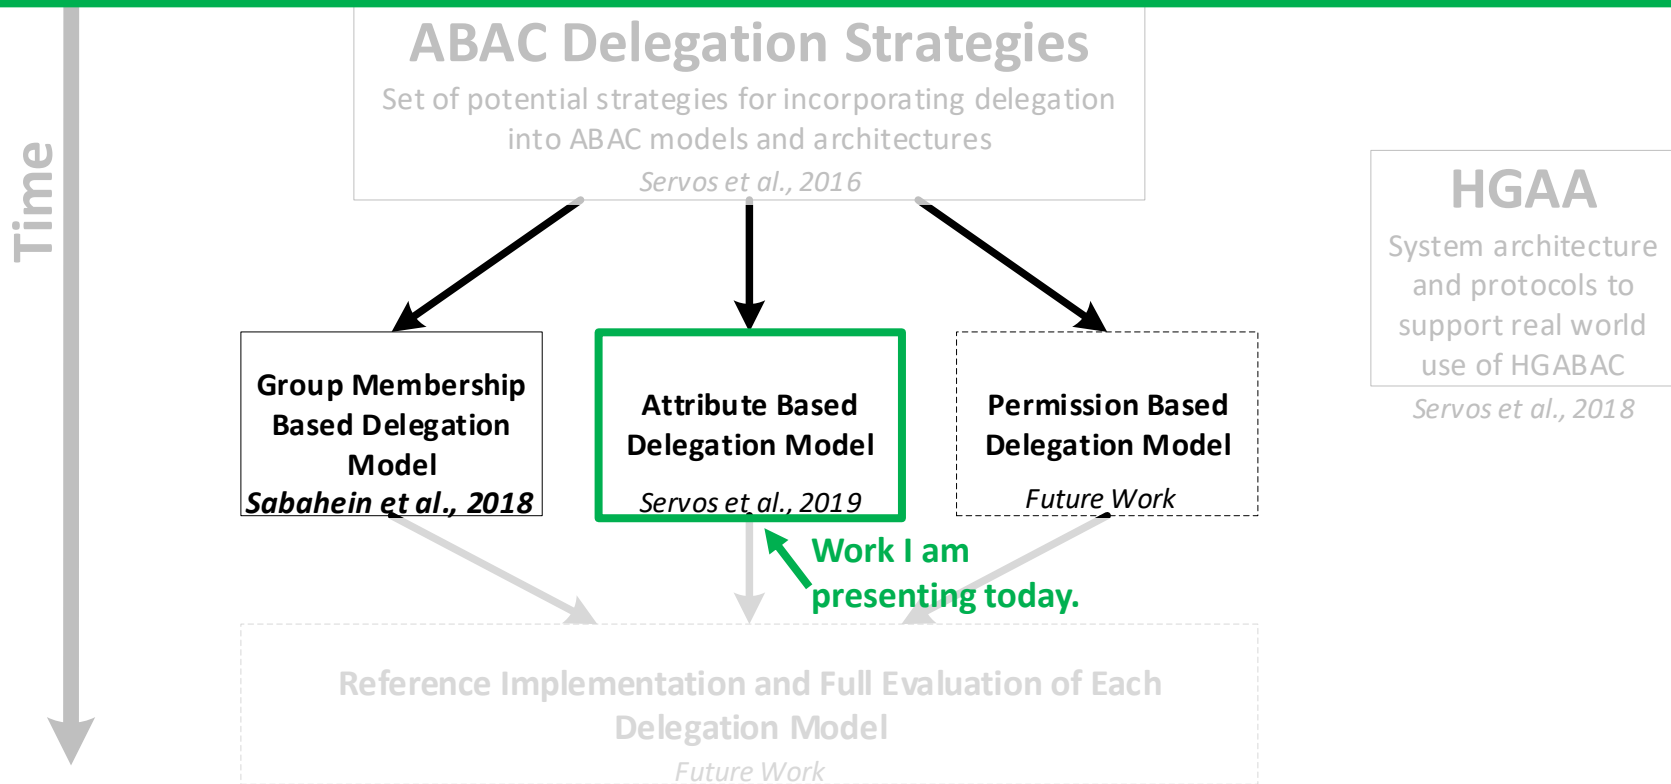 ABAC Delegation Strategies
Set of potential strategies for incorporating delegation
into ABAC models and architectures
Servos et al., 2016
Time
HGAA
System architecture
and protocols to
support real world
use of HGABAC
Servos et al., 2018
Group Membership
Based Delegation
Model
Sabahein et al., 2018
Attribute Based
Delegation Model
Servos et al., 2019
Permission Based
Delegation Model
Future Work
Work I am
presenting today.
Reference Implementation and Full Evaluation of Each
Delegation Model
Future Work